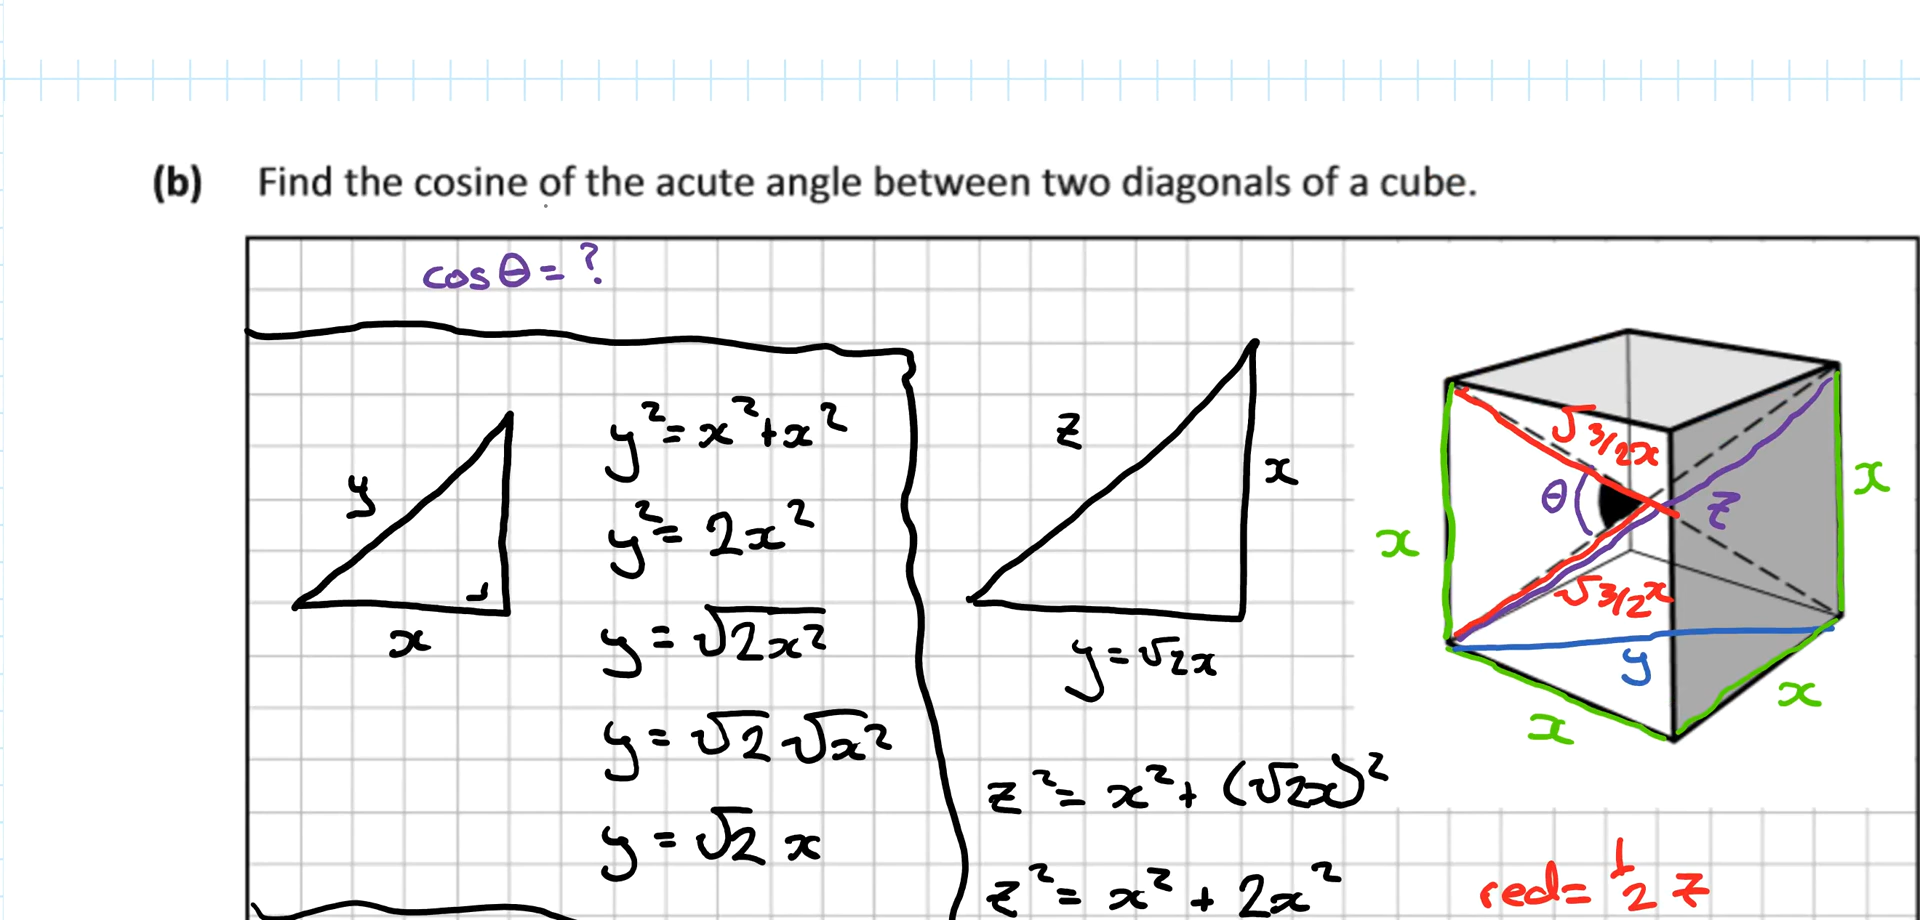 (b) Find the cosine of the acute angle between two diagonals of a cube.
cos θ = ?
y² = x² + x²
y² = 2x²
y = √2x²
y = √2 √x²
y = √2 x
y
x
z
x
y = √2x
z² = x² + (√2x)²
z² = x² + 2x²
√3/2x
θ
z
x
x
√3/2x
y
x
x
red = 1/2 z